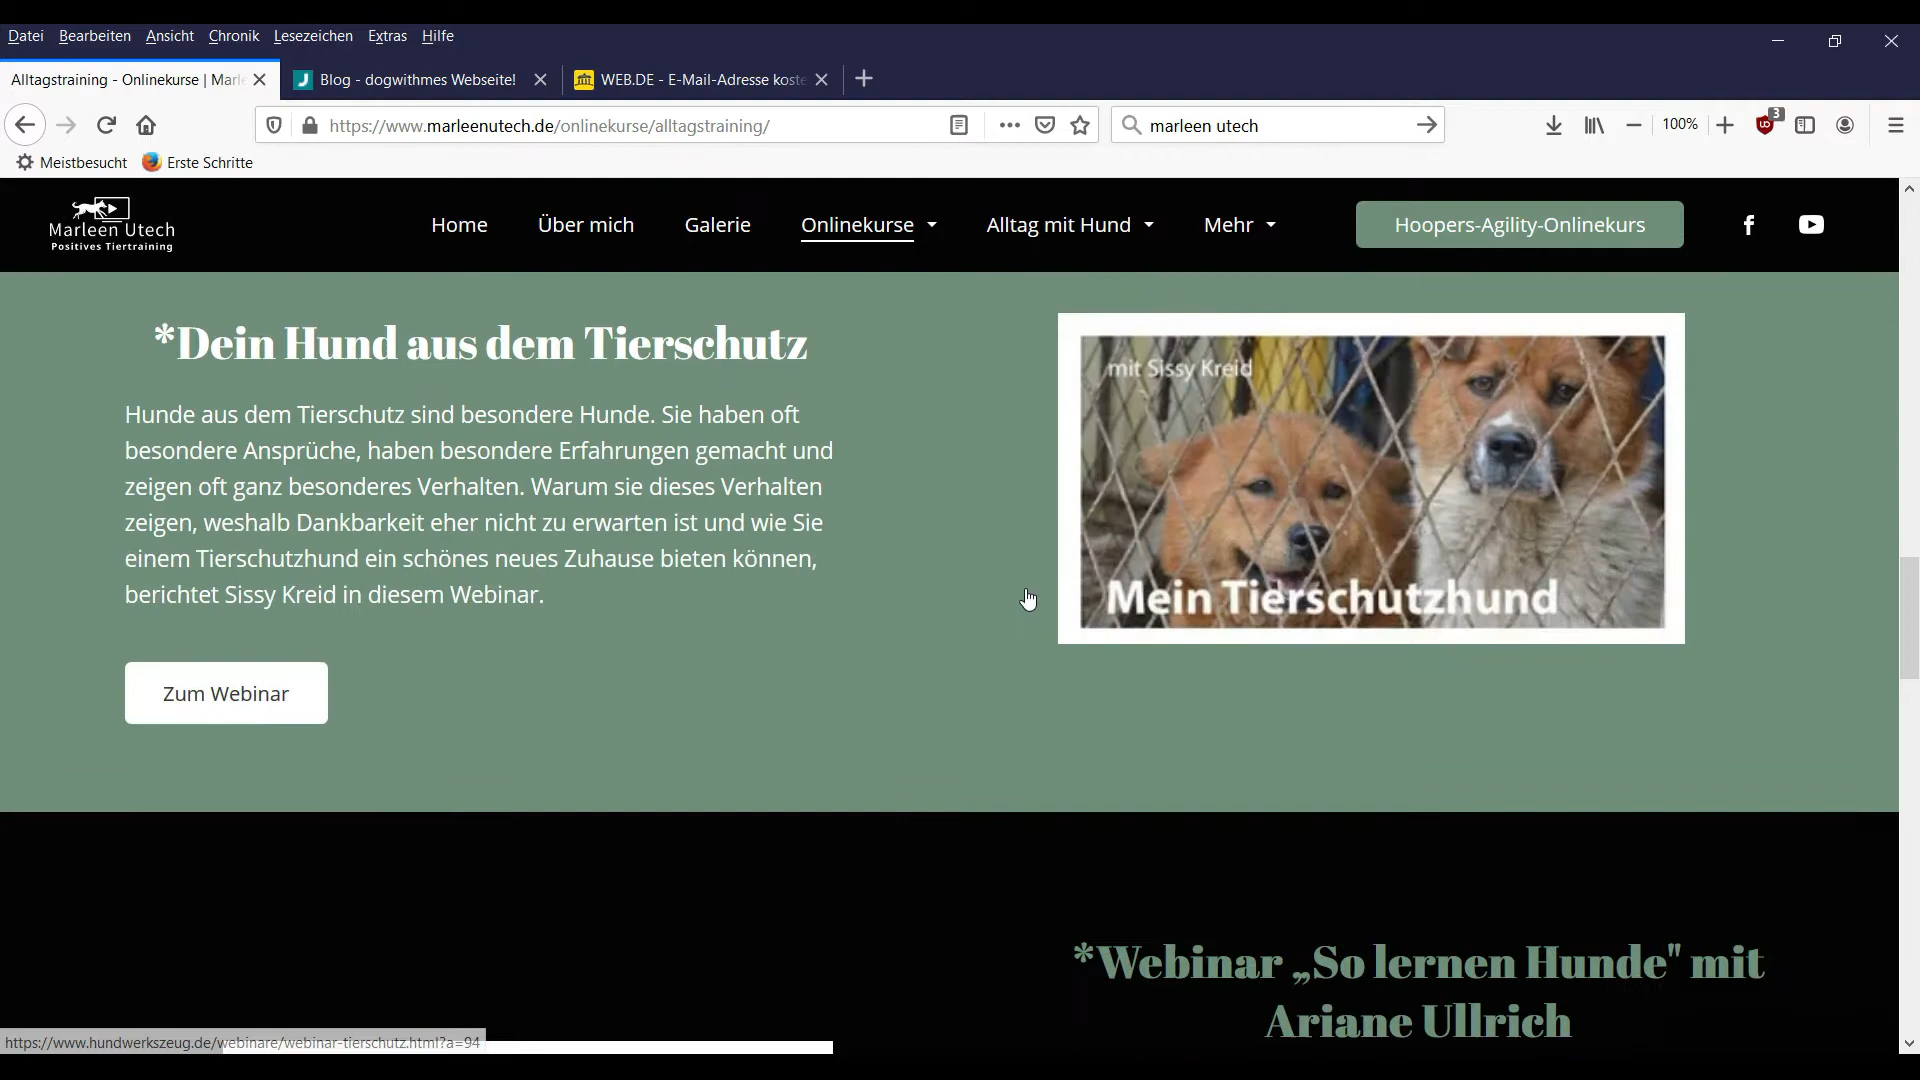 Datei Bearbeiten Ansicht Chronik Lesezeichen Extras Hilfe
Alltagstraining - Onlinekurse | Marl
Blog - dogwithmes Webseite!
WEB.DE - E-Mail-Adresse koste
https://www.marleenutech.de/onlinekurse/alltagstraining/
marleen utech
100%
3
Meistbesucht
Erste Schritte
Marleen Utech
Positives Tiertraining
Home
Über mich
Galerie
Onlinekurse
Alltag mit Hund
Mehr
Hoopers-Agility-Onlinekurs
*Dein Hund aus dem Tierschutz
Hunde aus dem Tierschutz sind besondere Hunde. Sie haben oft
besondere Ansprüche, haben besondere Erfahrungen gemacht und
zeigen oft ganz besonderes Verhalten. Warum sie dieses Verhalten
zeigen, weshalb Dankbarkeit eher nicht zu erwarten ist und wie Sie
einem Tierschutzhund ein schönes neues Zuhause bieten können,
berichtet Sissy Kreid in diesem Webinar.
Zum Webinar
mit Sissy Kreid
Mein Tierschutzhund
*Webinar „So lernen Hunde" mit
Ariane Ullrich
https://www.hundwerkszeug.de/webinare/webinar-tierschutz.html?a=94